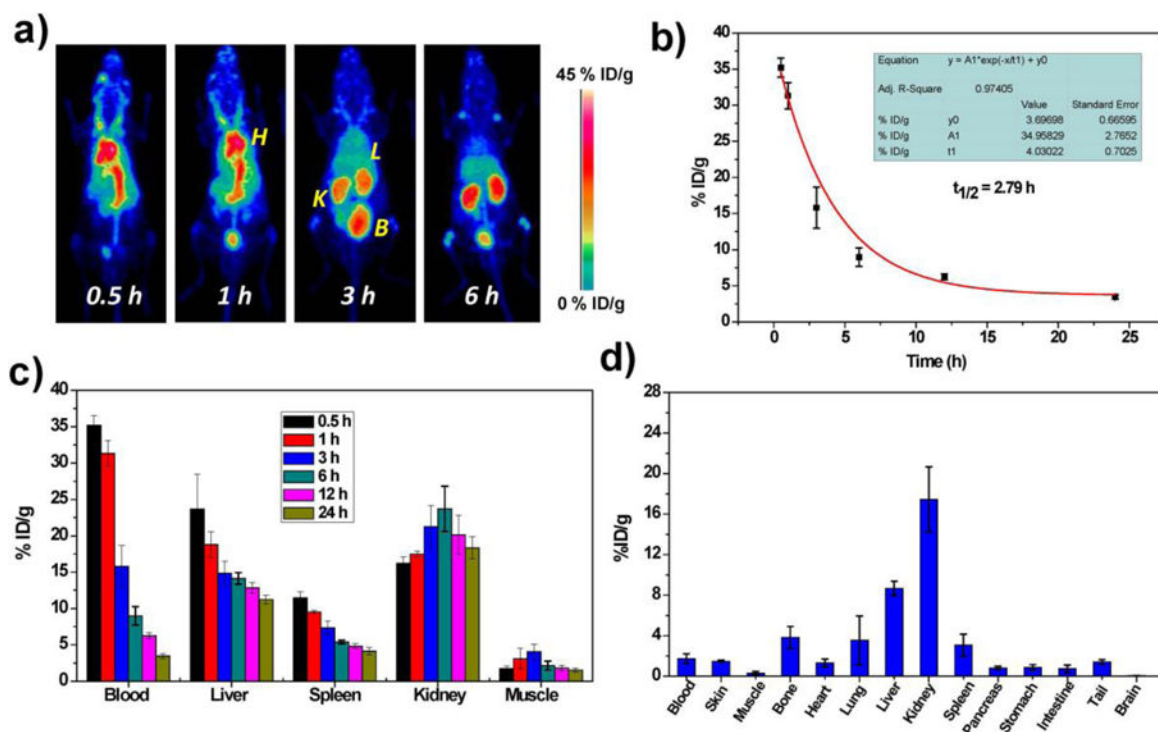 a)
45 % ID/g
0 % ID/g
H
L
K
B
0.5 h
1 h
3 h
6 h
b)
% ID/g
40
35
30
25
20
15
10
5
0
0 5 10 15 20 25
Time (h)
Equation y = A1*exp(-x/t1) + y0
Adj. R-Square 0.97405
Value Standard Error
% ID/g y0 3.69698 0.66595
% ID/g A1 34.95829 2.7652
% ID/g t1 4.03022 0.7025
t1/2 = 2.79 h
c)
% ID/g
40
35
30
25
20
15
10
5
0
0.5 h
1 h
3 h
6 h
12 h
24 h
Blood Liver Spleen Kidney Muscle
d)
%ID/g
28
24
20
16
12
8
4
0
Blood
Skin
Muscle
Bone
Heart
Lung
Liver
Kidney
Spleen
Pancreas
Stomach
Intestine
Tail
Brain